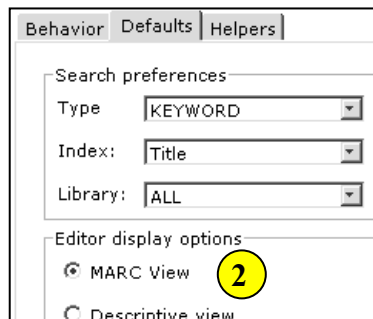 Behavior Defaults Helpers
Search preferences
Type KEYWORD
Index: Title
Library: ALL
Editor display options
MARC View 2
Descriptive view